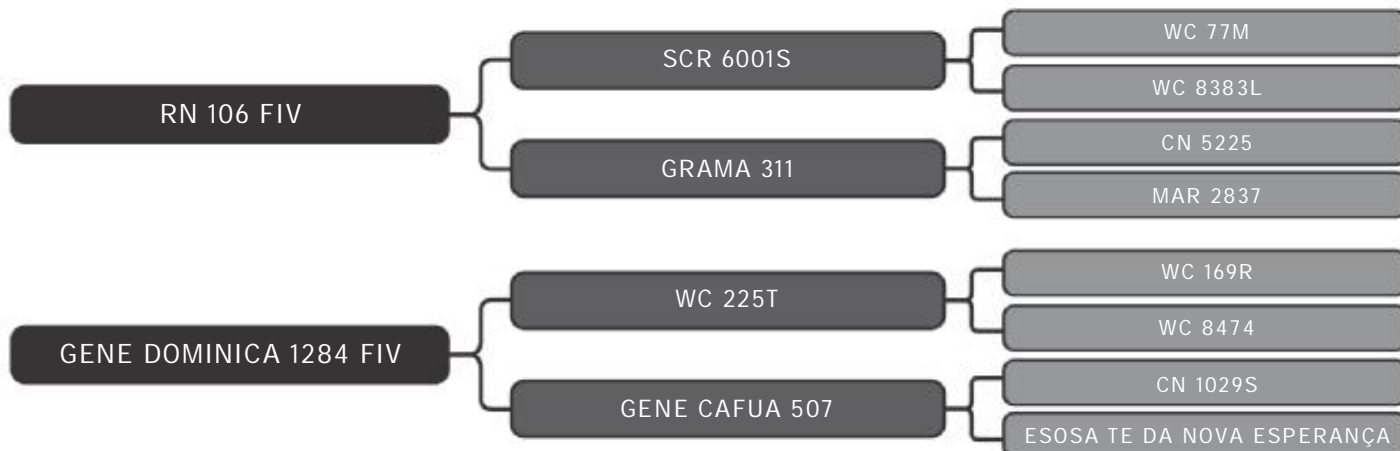 WC 77M
SCR 6001S
WC 8383L
RN 106 FIV
CN 5225
GRAMA 311
MAR 2837
WC 169R
WC 225T
WC 8474
GENE DOMINICA 1284 FIV
CN 1029S
GENE CAFUA 507
ESOSA TE DA NOVA ESPERANÇA